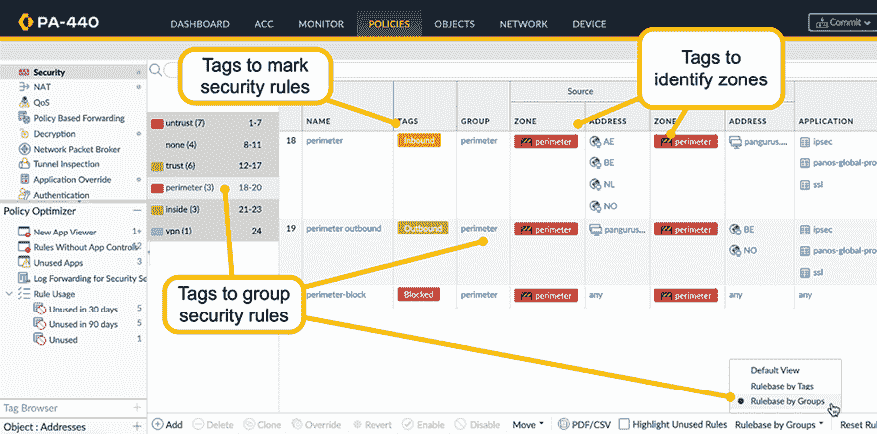 PA-440
DASHBOARD ACC MONITOR POLICIES OBJECTS NETWORK DEVICE
Commit
Security
NAT
QoS
Policy Based Forwarding
Decryption
Network Packet Broker
Tunnel Inspection
Application Override
Authentication
Policy Optimizer
New App Viewer
Rules Without App Controls
Unused Apps 3
Log Forwarding for Security Se
Rule Usage
Unused in 30 days 5
Unused in 90 days 5
Unused 1
Tag Browser
Object : Addresses
untrust (7) 1-7
none (4) 8-11
trust (6) 12-17
perimeter (3) 18-20
inside (3) 21-23
vpn (1) 24
Tags to mark
security rules
Tags to
identify zones
Tags to group
security rules
Source
NAME TAGS GROUP ZONE ADDRESS ZONE ADDRESS APPLICATION
18 perimeter Inbound perimeter perimeter AE perimeter pangurus.... ipsec
BE panos-global-pro
NL ssl
NO
19 perimeter outbound Outbound perimeter perimeter pangurus... perimeter BE ipsec
NO panos-global-pro
ssl
perimeter-block Blocked perimeter perimeter any perimeter any any
Default View
Rulebase by Tags
Rulebase by Groups
Add Delete Clone Override Revert Enable Disable Move PDF/CSV Highlight Unused Rules Rulebase by Groups Reset Ru